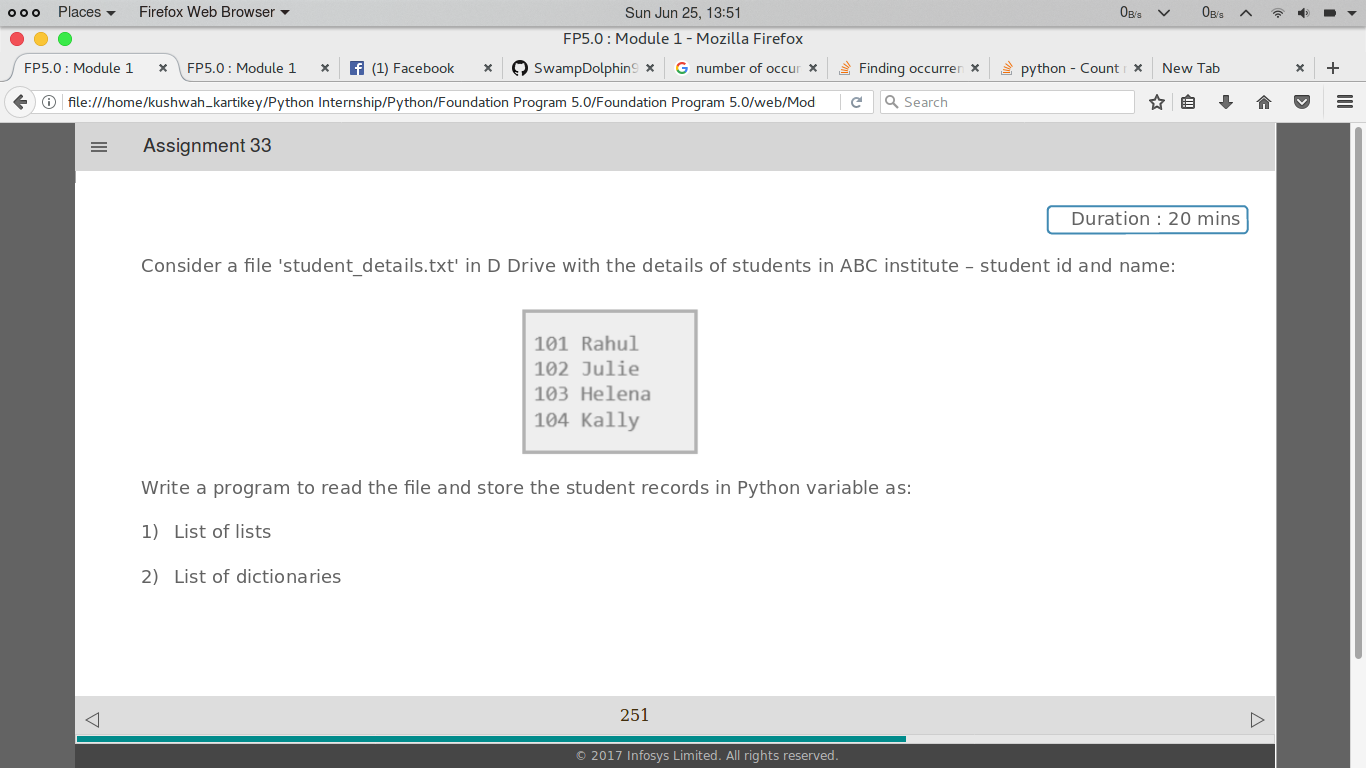 Places Firefox Web Browser Sun Jun 25, 13:51 0B/s 0B/s
FP5.0 : Module 1 - Mozilla Firefox
FP5.0 : Module 1 FP5.0 : Module 1 (1) Facebook SwampDolphin9 number of occur Finding occurren python - Count New Tab
file:///home/kushwah_kartikey/Python Internship/Python/Foundation Program 5.0/Foundation Program 5.0/web/Mod Search
Assignment 33
Duration : 20 mins
Consider a file 'student_details.txt' in D Drive with the details of students in ABC institute – student id and name:
101 Rahul
102 Julie
103 Helena
104 Kally
Write a program to read the file and store the student records in Python variable as:
1) List of lists
2) List of dictionaries
251
© 2017 Infosys Limited. All rights reserved.